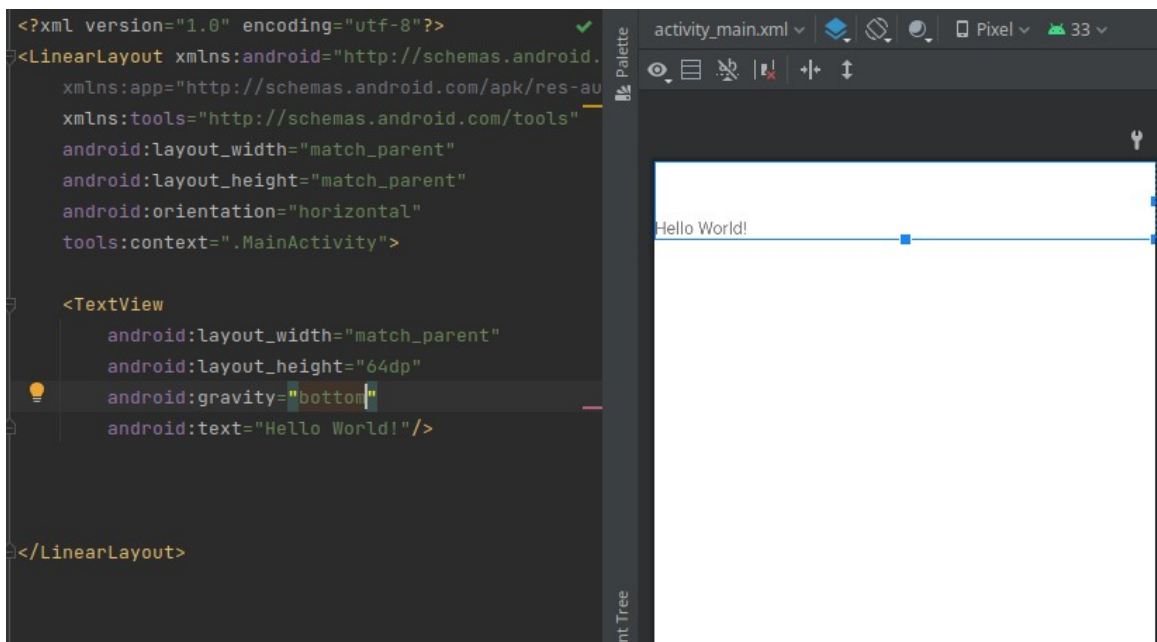 <?xml version="1.0" encoding="utf-8"?>
<LinearLayout xmlns:android="http://schemas.android.
xmlns:app="http://schemas.android.com/apk/res-au
xmlns:tools="http://schemas.android.com/tools"
android:layout_width="match_parent"
android:layout_height="match_parent"
android:orientation="horizontal"
tools:context=".MainActivity">
<TextView
android:layout_width="match_parent"
android:layout_height="64dp"
android:gravity="bottom"
android:text="Hello World!"/>
</LinearLayout>
Palette
nt Tree
activity_main.xml Pixel 33
Hello World!